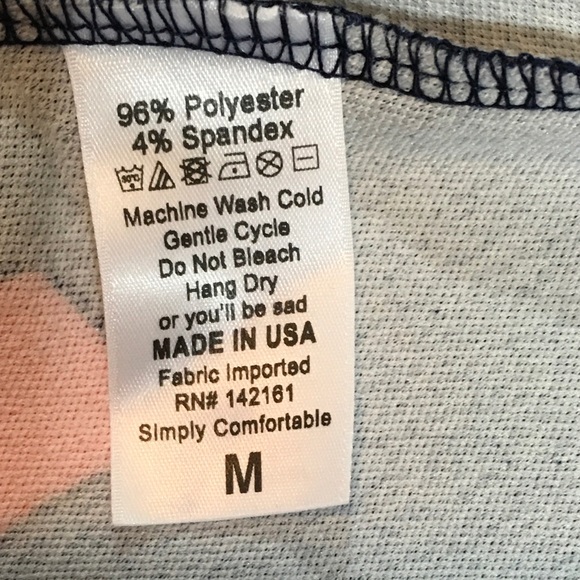 96% Polyester
4% Spandex
30°C
Machine Wash Cold
Gentle Cycle
Do Not Bleach
Hang Dry
or you'll be sad
MADE IN USA
Fabric Imported
RN# 142161
Simply Comfortable
M